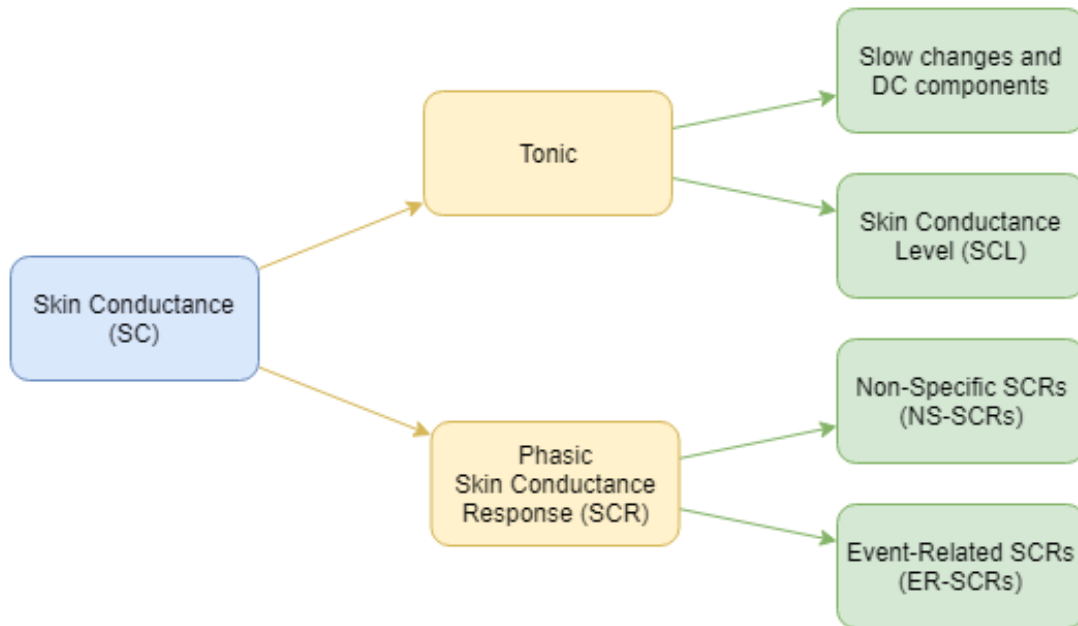 Slow changes and
DC components
Tonic
Skin Conductance
Level (SCL)
Skin Conductance
(SC)
Non-Specific SCRs
(NS-SCRs)
Phasic
Skin Conductance
Response (SCR)
Event-Related SCRs
(ER-SCRs)